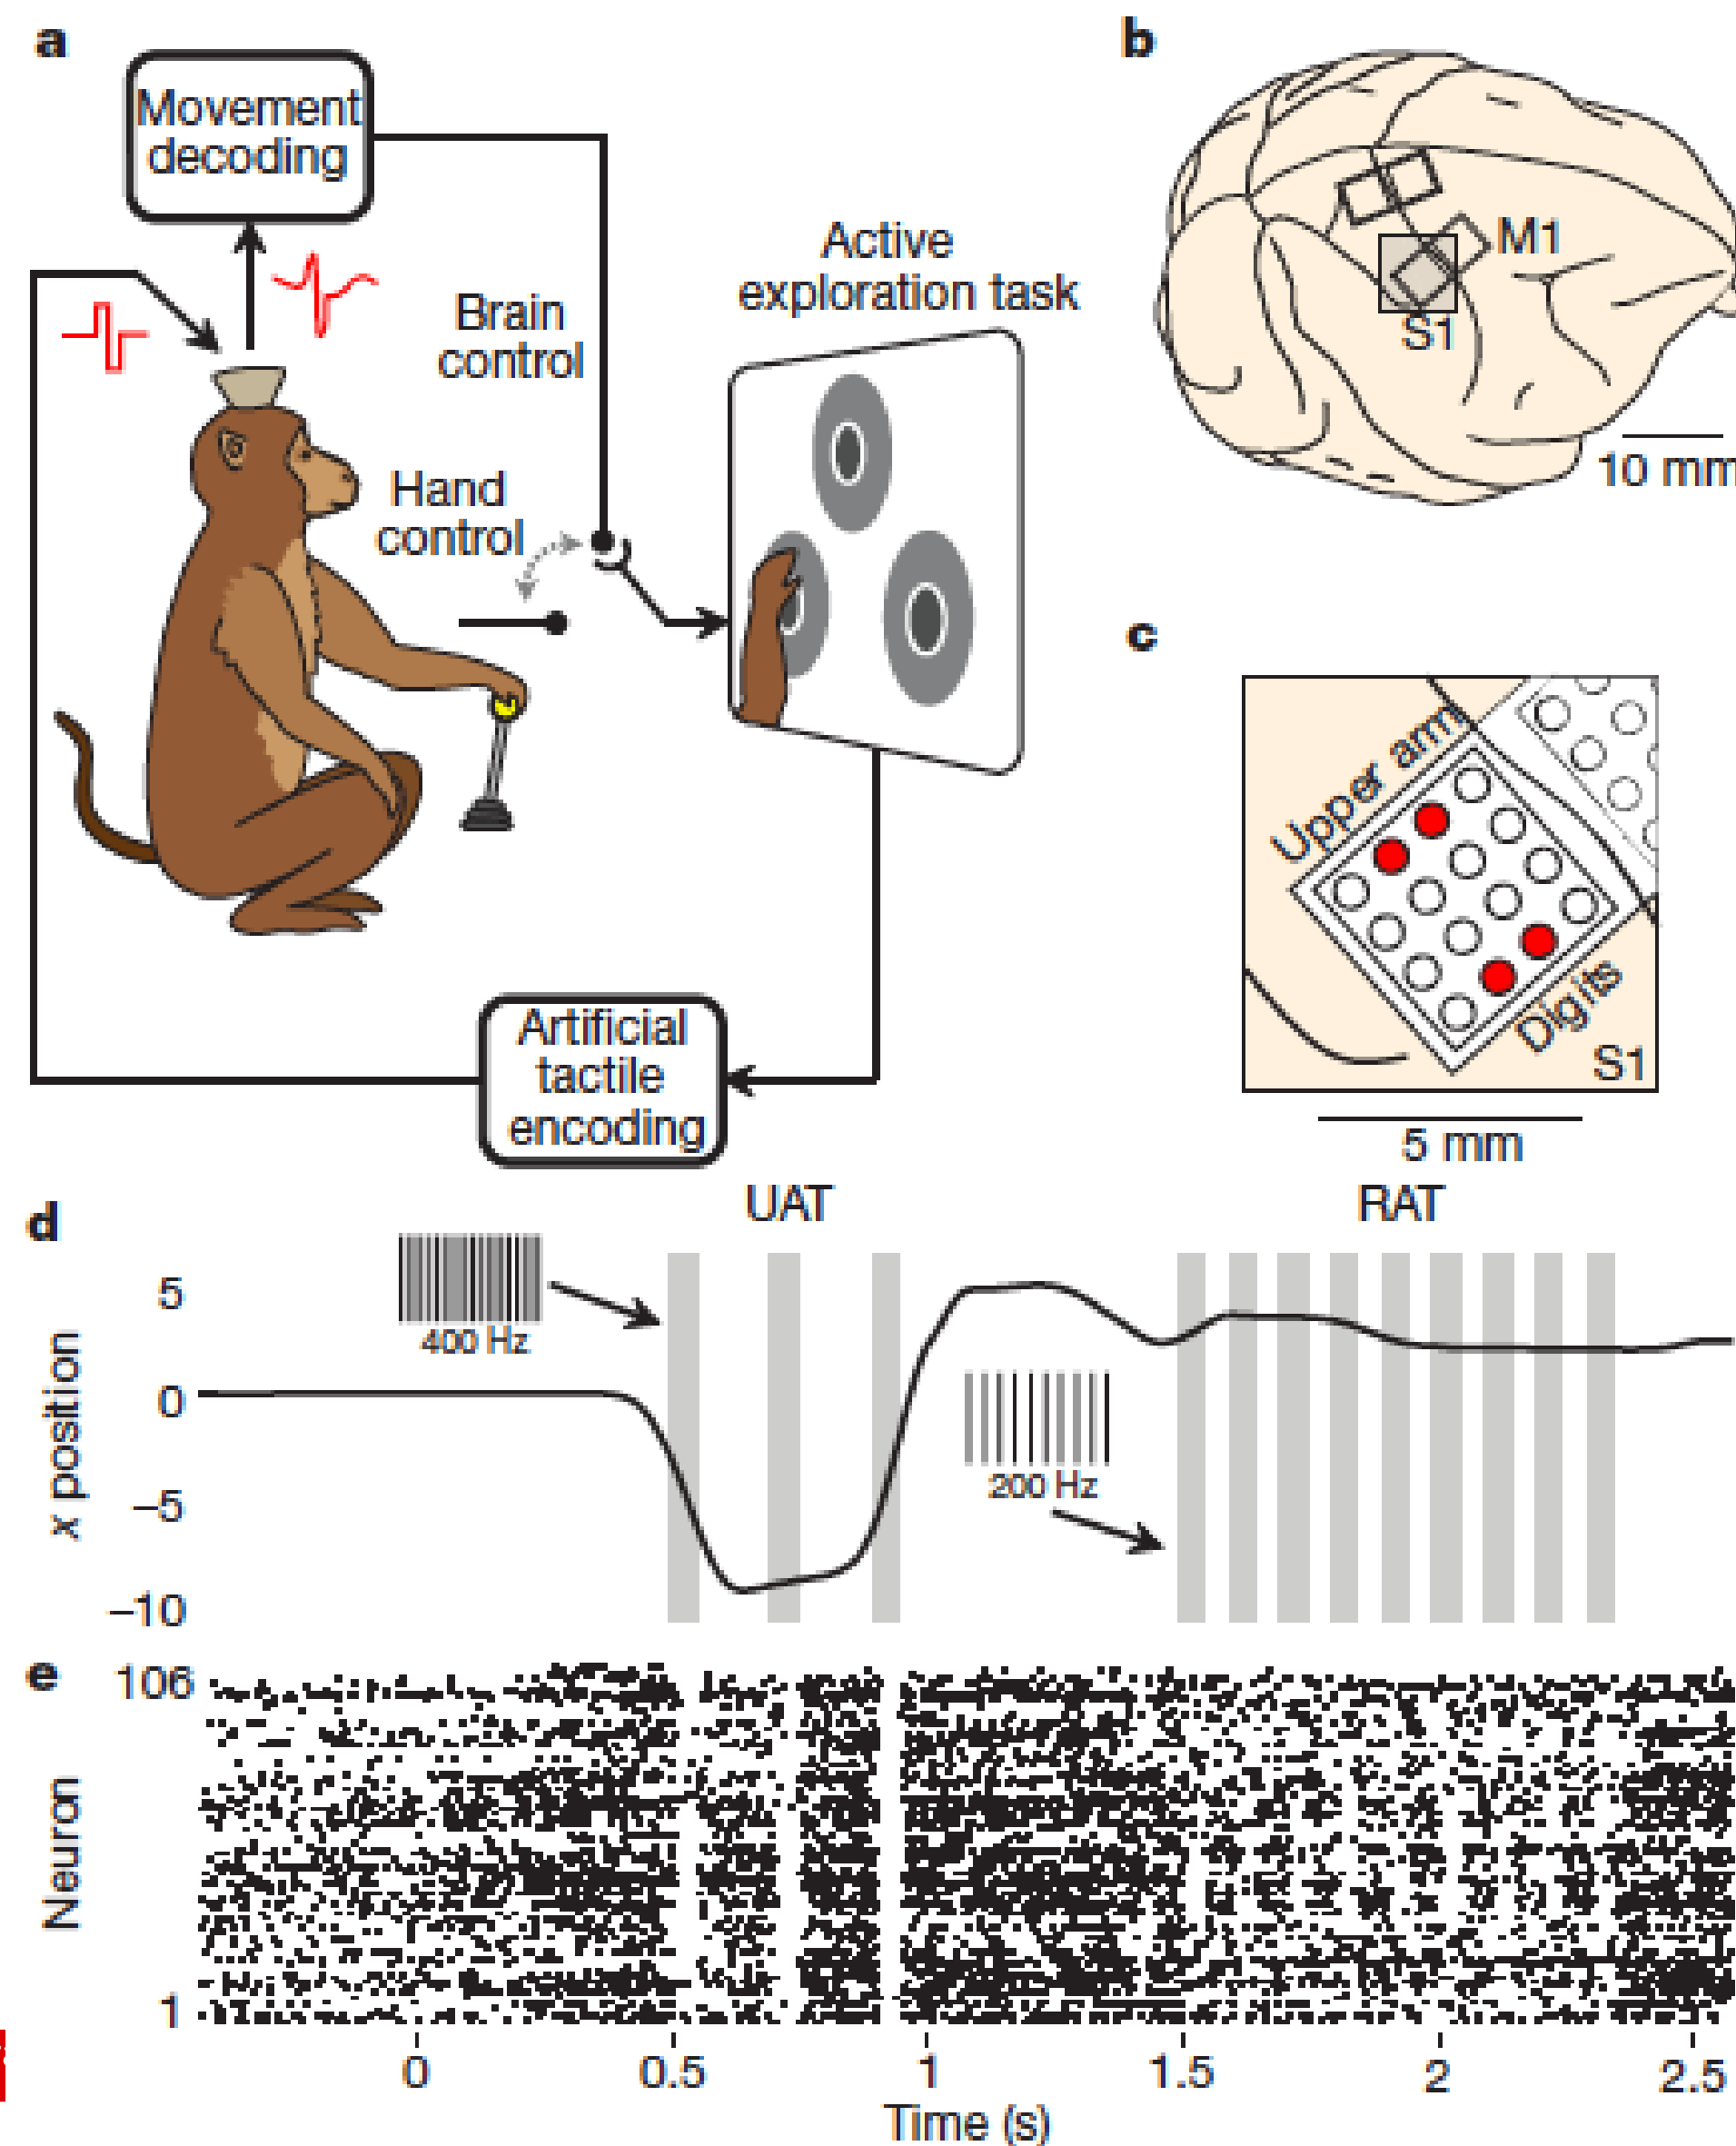 a
Movement
decoding
Brain
control
Active
exploration task
Hand
control
Artificial
tactile
encoding
b
M1
S1
10 mm
c
Upper arm
Digits
S1
5 mm
d
UAT
RAT
400 Hz
200 Hz
x position
5
0
–5
–10
e
106
1
Neuron
0
0.5
1
1.5
2
2.5
Time (s)